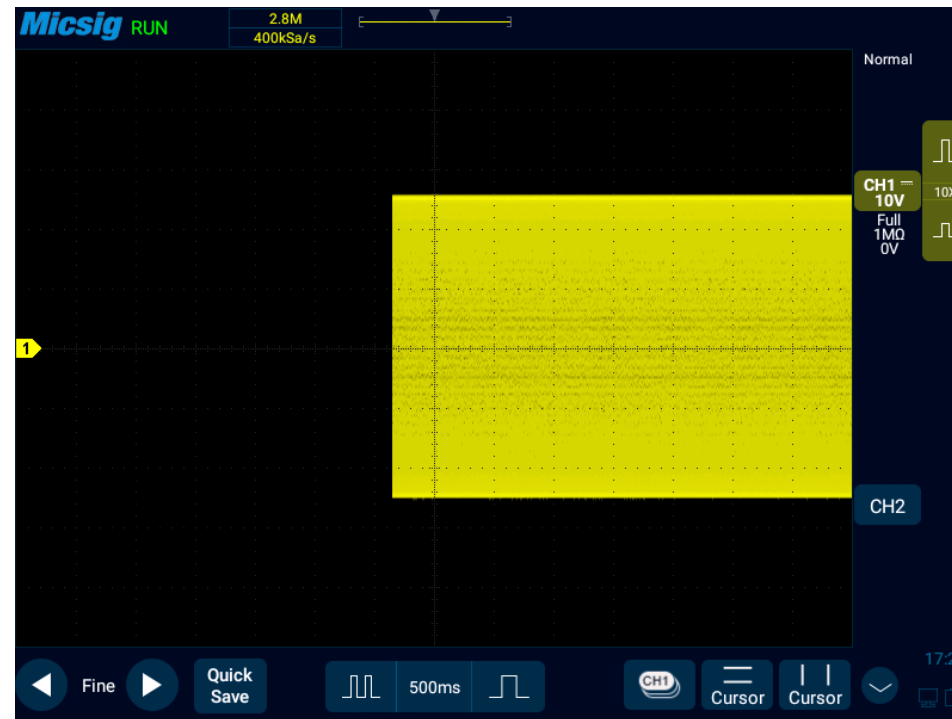 Micsig RUN
2.8M
400kSa/s
Normal
CH1
10V
Full
1MΩ
0V
10X
1
CH2
Fine
Quick
Save
500ms
CH1
Cursor
Cursor